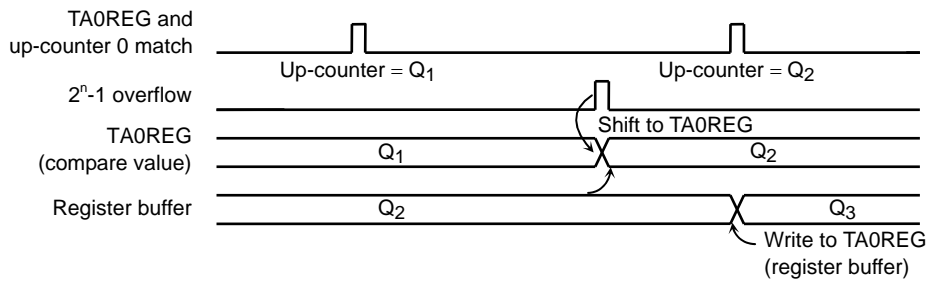 TA0REG and
up-counter 0 match
Up-counter = Q1
Up-counter = Q2
2^n-1 overflow
Shift to TA0REG
TA0REG
(compare value)
Q1
Q2
Register buffer
Q2
Q3
Write to TA0REG
(register buffer)